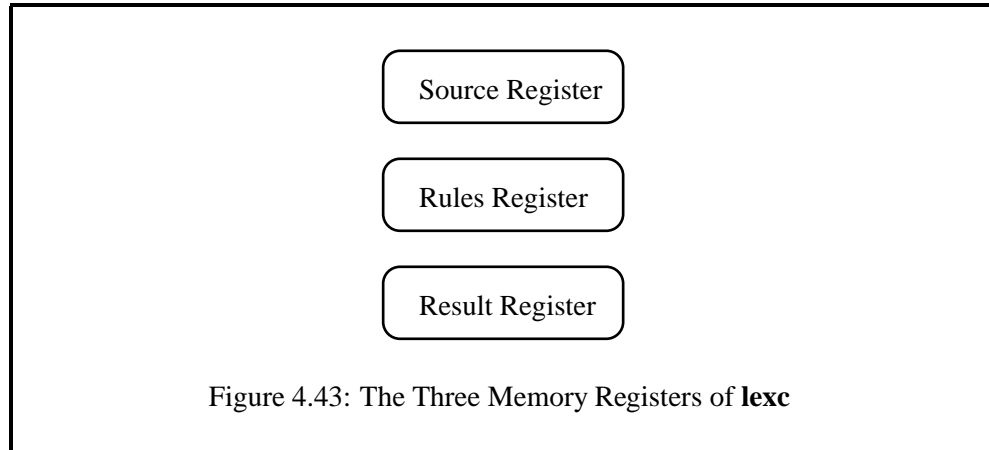 Source Register
Rules Register
Result Register
Figure 4.43: The Three Memory Registers of lexc